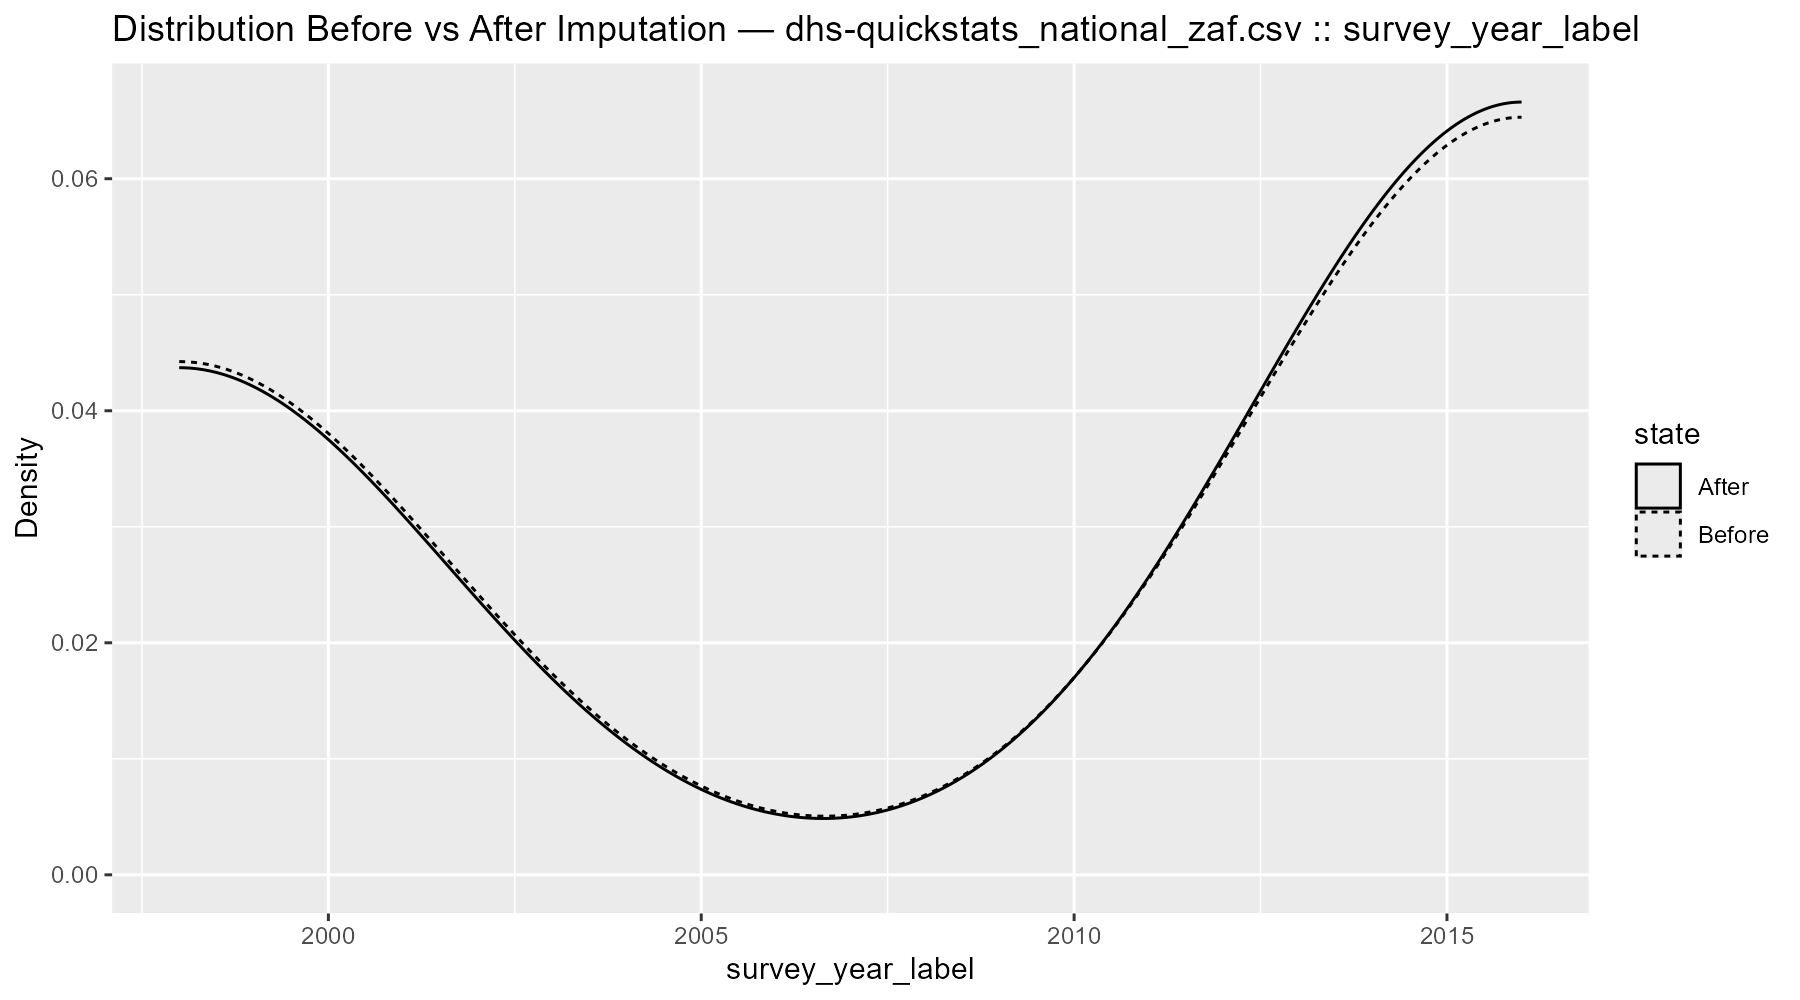 Distribution Before vs After Imputation — dhs-quickstats_national_zaf.csv :: survey_year_label
0.06
0.04
0.02
0.00
Density
2000
2005
2010
2015
survey_year_label
state
After
Before